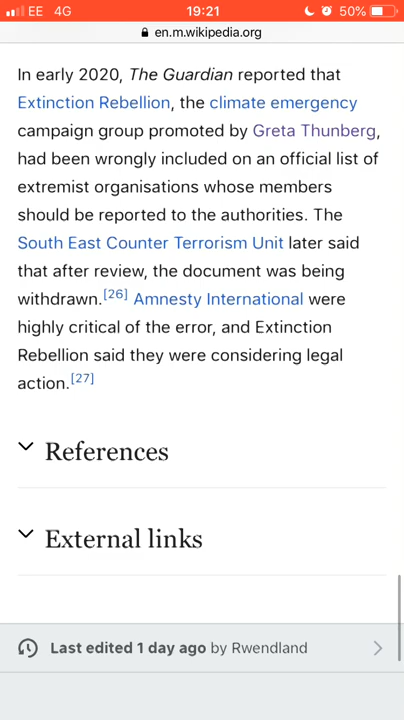 EE 4G 19:21 50%
en.m.wikipedia.org
In early 2020, The Guardian reported that
Extinction Rebellion, the climate emergency
campaign group promoted by Greta Thunberg,
had been wrongly included on an official list of
extremist organisations whose members
should be reported to the authorities. The
South East Counter Terrorism Unit later said
that after review, the document was being
withdrawn.[26] Amnesty International were
highly critical of the error, and Extinction
Rebellion said they were considering legal
action.[27]
References
External links
Last edited 1 day ago by Rwendland